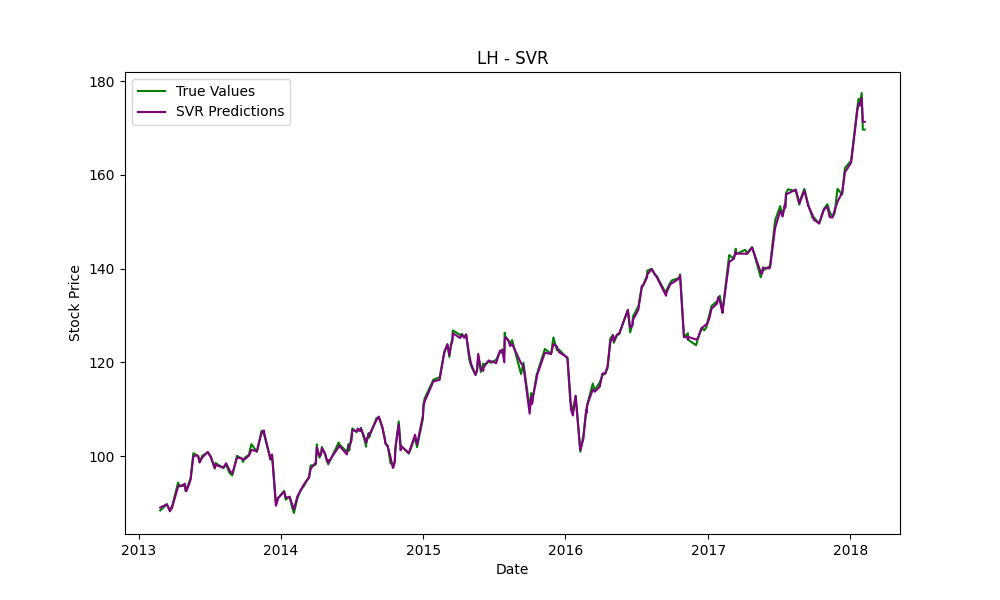 LH - SVR
True Values
SVR Predictions
180
160
140
120
100
Stock Price
2013 2014 2015 2016 2017 2018
Date